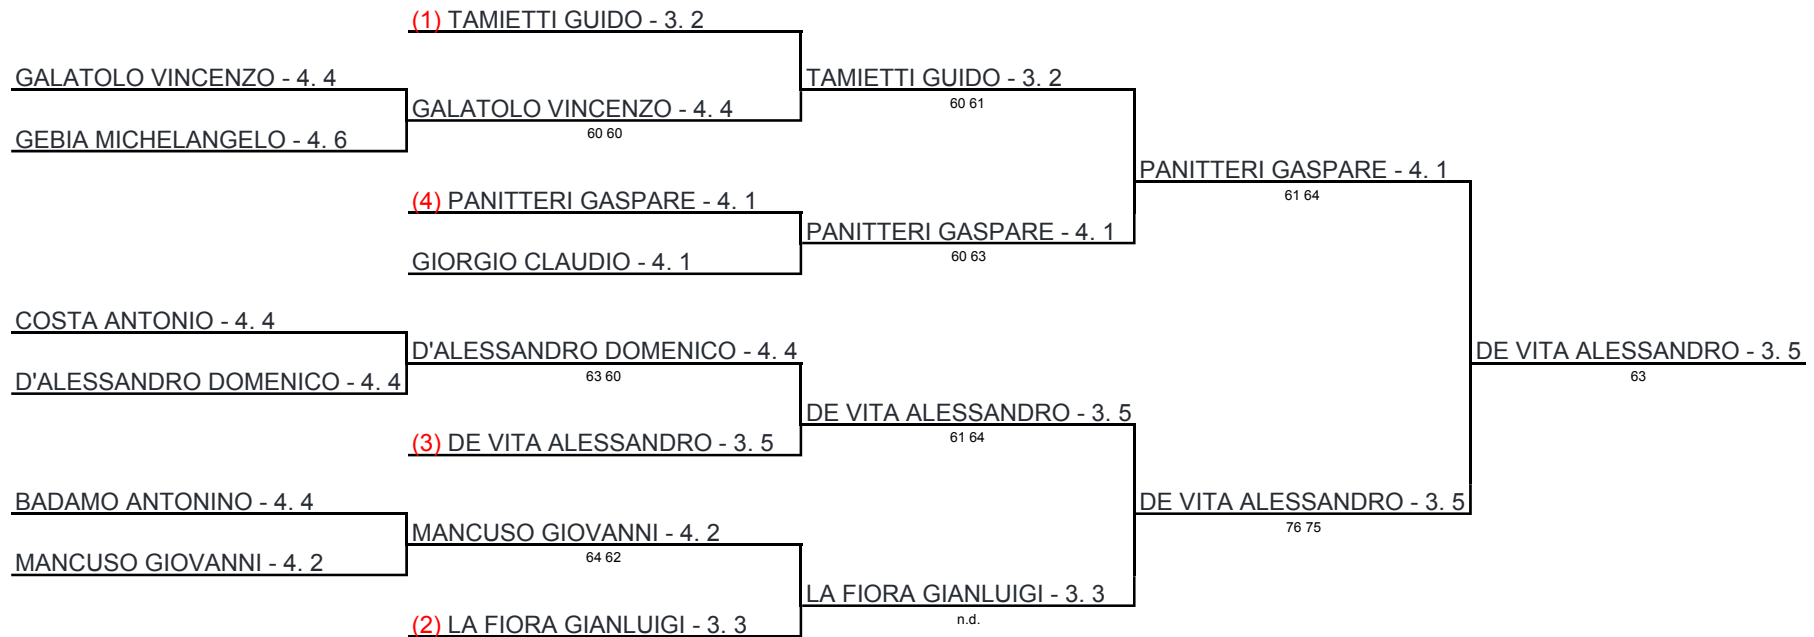 (1) TAMIETTI GUIDO - 3. 2
GALATOLO VINCENZO - 4. 4
TAMIETTI GUIDO - 3. 2
60 61
GALATOLO VINCENZO - 4. 4
60 60
GEBIA MICHELANGELO - 4. 6
PANITTERI GASPARE - 4. 1
61 64
(4) PANITTERI GASPARE - 4. 1
PANITTERI GASPARE - 4. 1
60 63
GIORGIO CLAUDIO - 4. 1
COSTA ANTONIO - 4. 4
D'ALESSANDRO DOMENICO - 4. 4
63 60
DE VITA ALESSANDRO - 3. 5
63
D'ALESSANDRO DOMENICO - 4. 4
DE VITA ALESSANDRO - 3. 5
61 64
(3) DE VITA ALESSANDRO - 3. 5
BADAMO ANTONINO - 4. 4
DE VITA ALESSANDRO - 3. 5
76 75
MANCUSO GIOVANNI - 4. 2
64 62
MANCUSO GIOVANNI - 4. 2
LA FIORA GIANLUIGI - 3. 3
n.d.
(2) LA FIORA GIANLUIGI - 3. 3